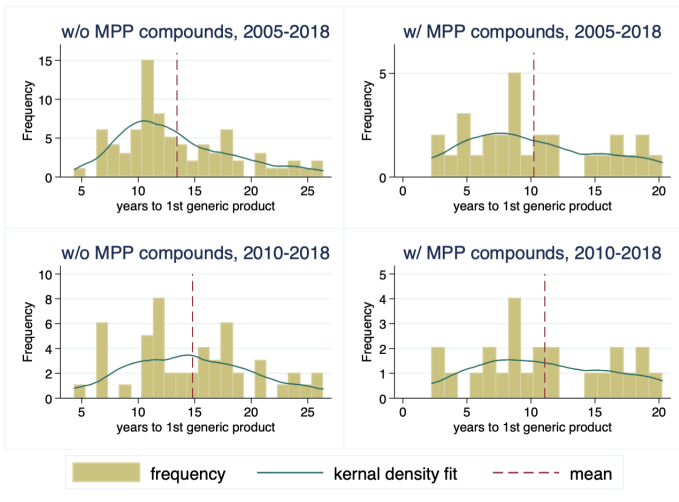 w/o MPP compounds, 2005-2018
Frequency
15
10
5
0
5 10 15 20 25
years to 1st generic product
w/ MPP compounds, 2005-2018
Frequency
5
0
0 5 10 15 20
years to 1st generic product
w/o MPP compounds, 2010-2018
Frequency
10
8
6
4
2
0
5 10 15 20 25
years to 1st generic product
w/ MPP compounds, 2010-2018
Frequency
5
4
3
2
1
0
0 5 10 15 20
years to 1st generic product
frequency kernal density fit mean